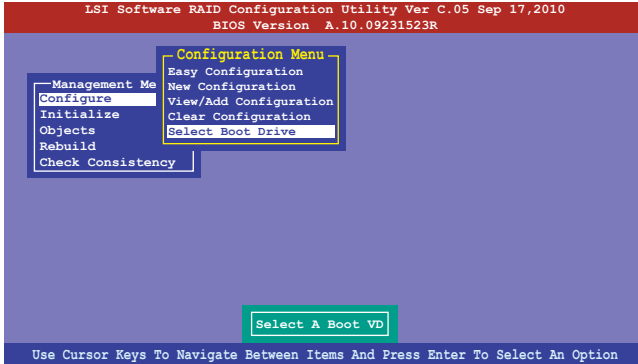 LSI Software RAID Configuration Utility Ver C.05 Sep 17,2010
BIOS Version A.10.09231523R
Configuration Menu
Easy Configuration
New Configuration
View/Add Configuration
Clear Configuration
Select Boot Drive
Management Me
Configure
Initialize
Objects
Rebuild
Check Consistency
Select A Boot VD
Use Cursor Keys To Navigate Between Items And Press Enter To Select An Option